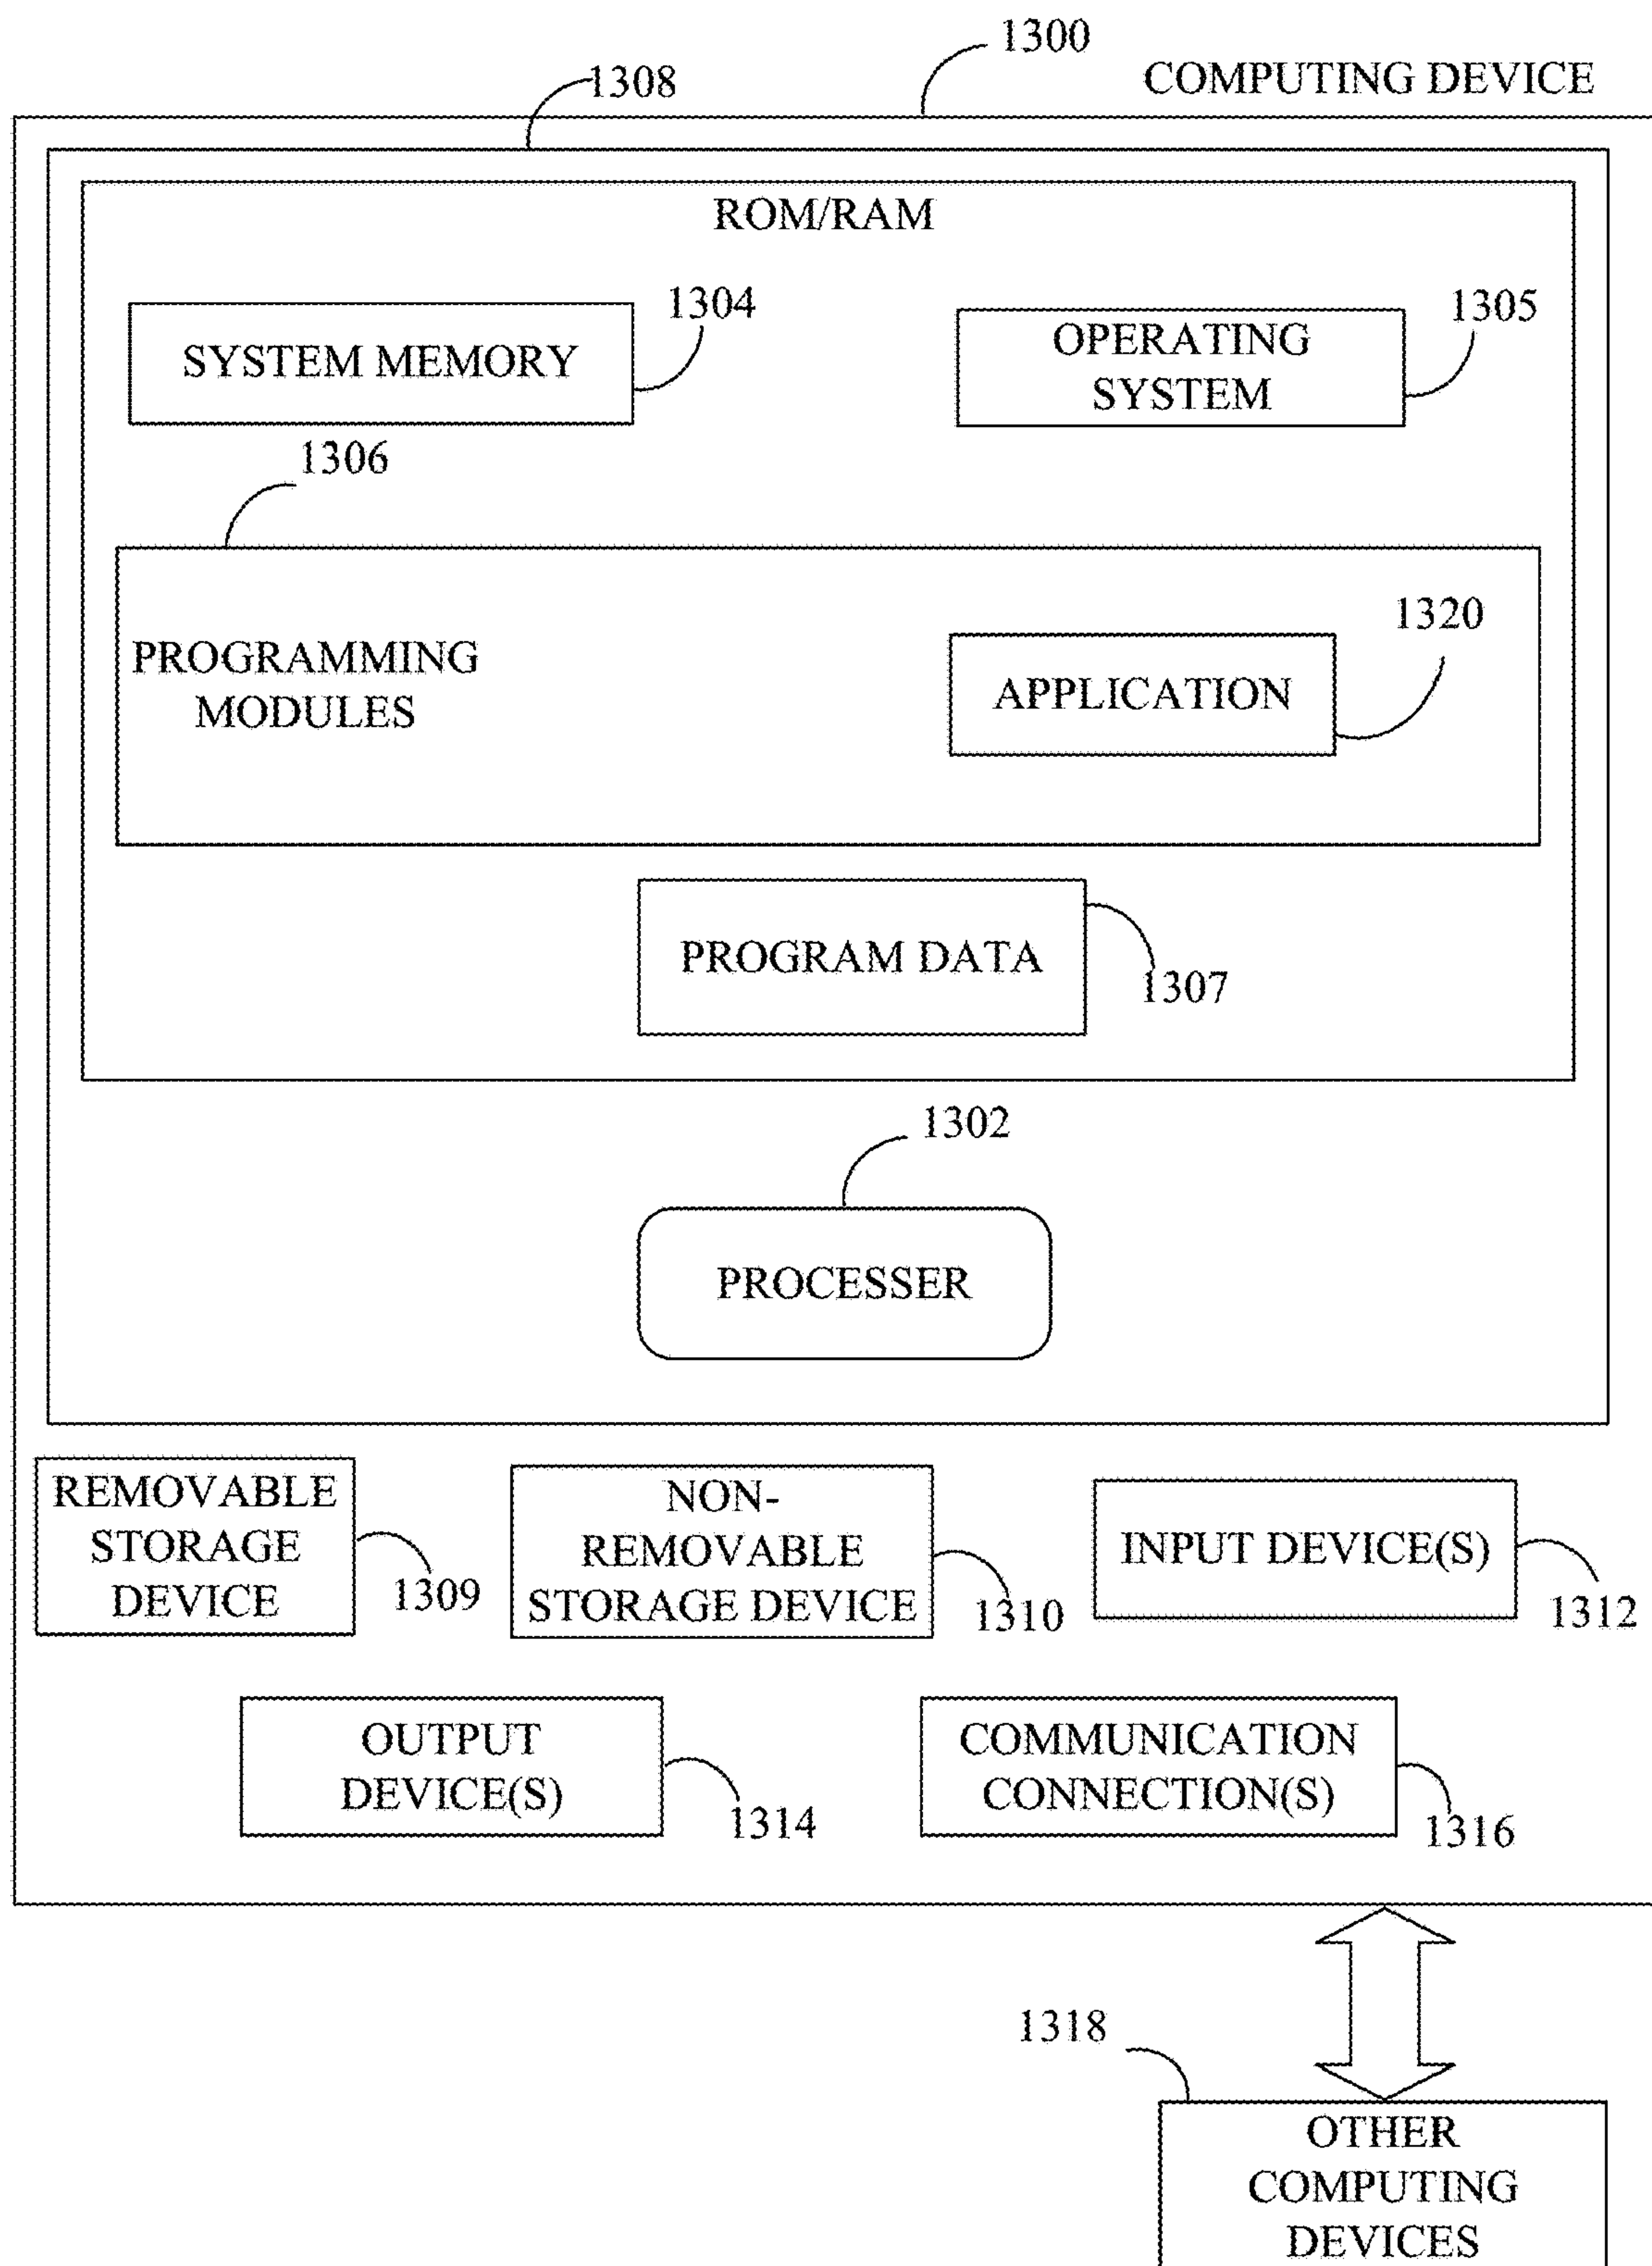 1300
1308
COMPUTING DEVICE
ROM/RAM
1304
1305
SYSTEM MEMORY
OPERATING
SYSTEM
1306
1320
PROGRAMMING
MODULES
APPLICATION
PROGRAM DATA
1307
1302
PROCESSER
REMOVABLE
STORAGE
DEVICE
1309
NON-
REMOVABLE
STORAGE DEVICE
1310
INPUT DEVICE(S)
1312
OUTPUT
DEVICE(S)
1314
COMMUNICATION
CONNECTION(S)
1316
1318
OTHER
COMPUTING
DEVICES